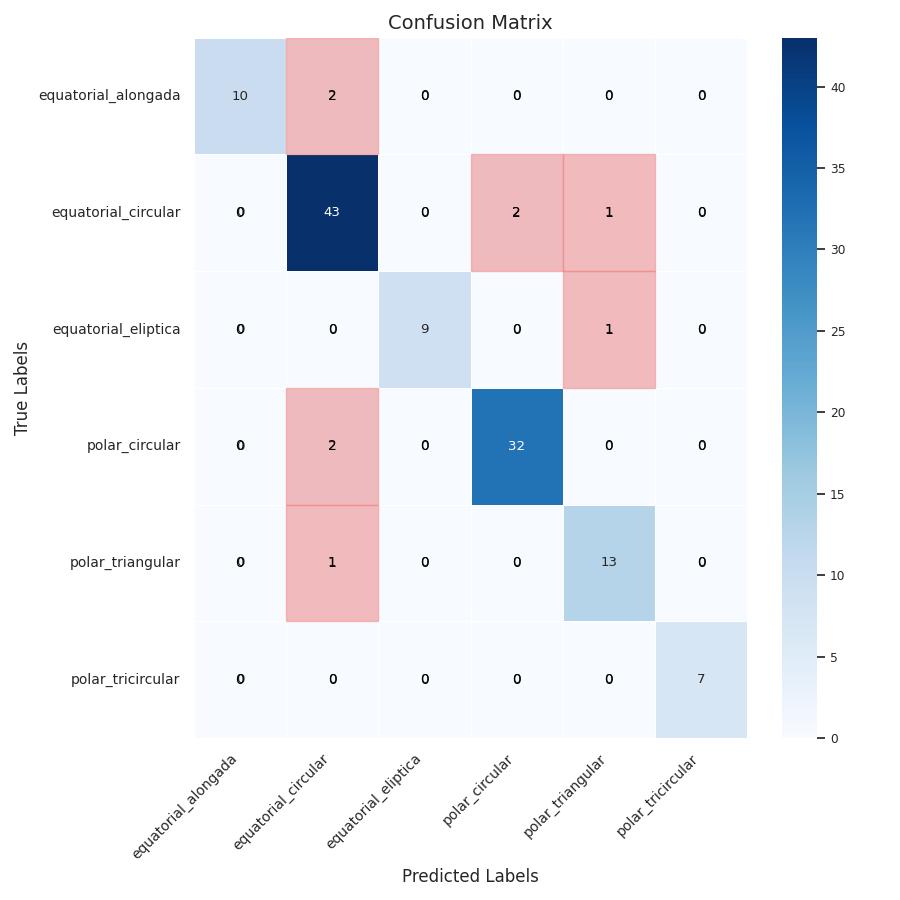 Confusion Matrix
equatorial_alongada 10 2 0 0 0 0
equatorial_circular 0 43 0 2 1 0
equatorial_eliptica 0 0 9 0 1 0
polar_circular 0 2 0 32 0 0
polar_triangular 0 1 0 0 13 0
polar_tricircular 0 0 0 0 0 7
True Labels
equatorial_alongada
equatorial_circular
equatorial_eliptica
polar_circular
polar_triangular
polar_tricircular
Predicted Labels
40
35
30
25
20
15
10
5
0